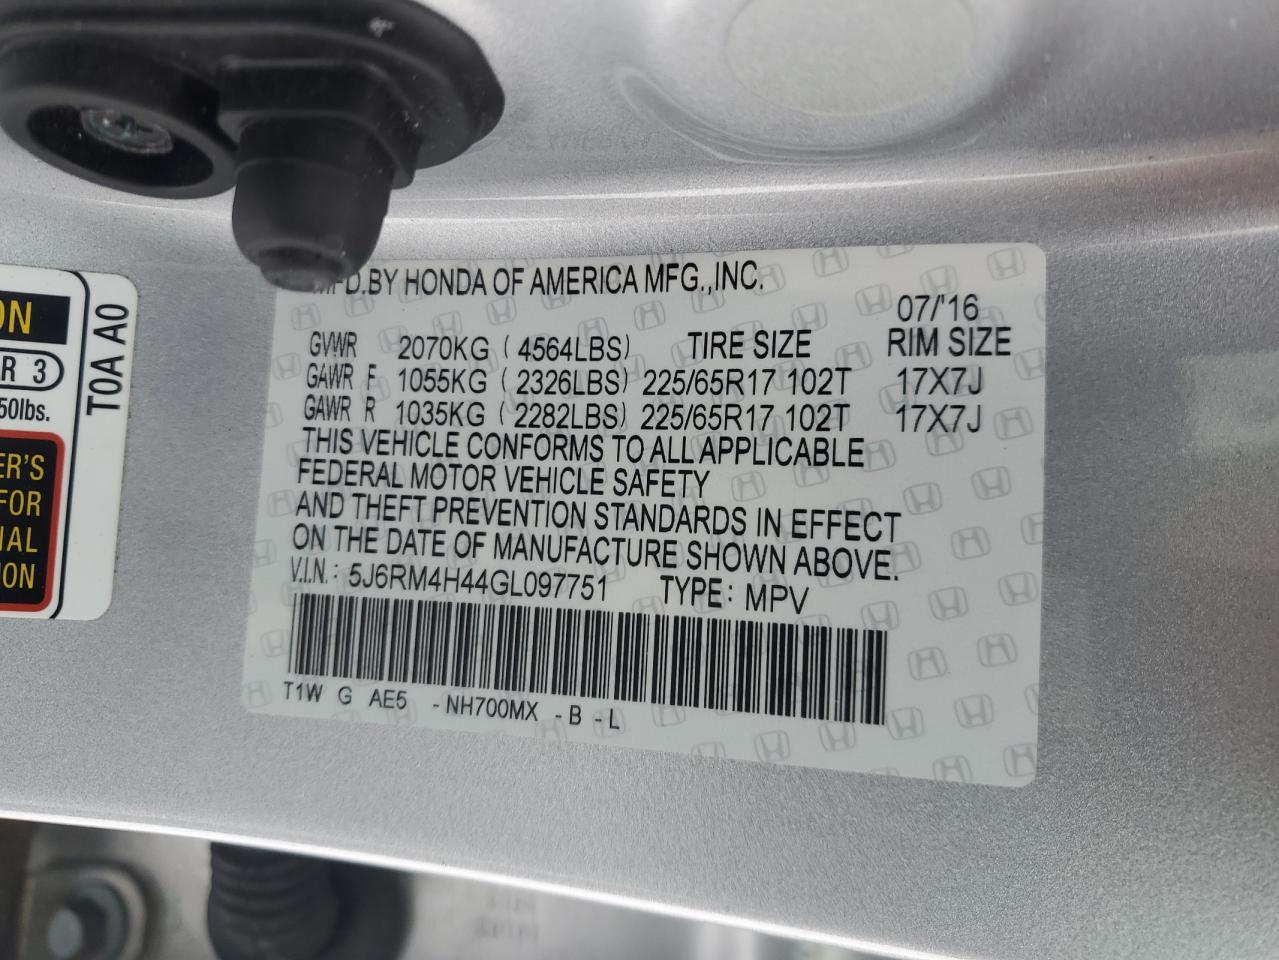 MFD.BY HONDA OF AMERICA MFG.,INC.
07/'16
GVWR 2070KG ( 4564LBS) TIRE SIZE RIM SIZE
GAWR F 1055KG ( 2326LBS) 225/65R17 102T 17X7J
GAWR R 1035KG ( 2282LBS) 225/65R17 102T 17X7J
THIS VEHICLE CONFORMS TO ALL APPLICABLE
FEDERAL MOTOR VEHICLE SAFETY
AND THEFT PREVENTION STANDARDS IN EFFECT
ON THE DATE OF MANUFACTURE SHOWN ABOVE.
V.I.N.: 5J6RM4H44GL097751 TYPE: MPV
T1W G AE5 -NH700MX -B -L
ON
R 3
50lbs.
ER'S
FOR
IAL
ION
T0A A0